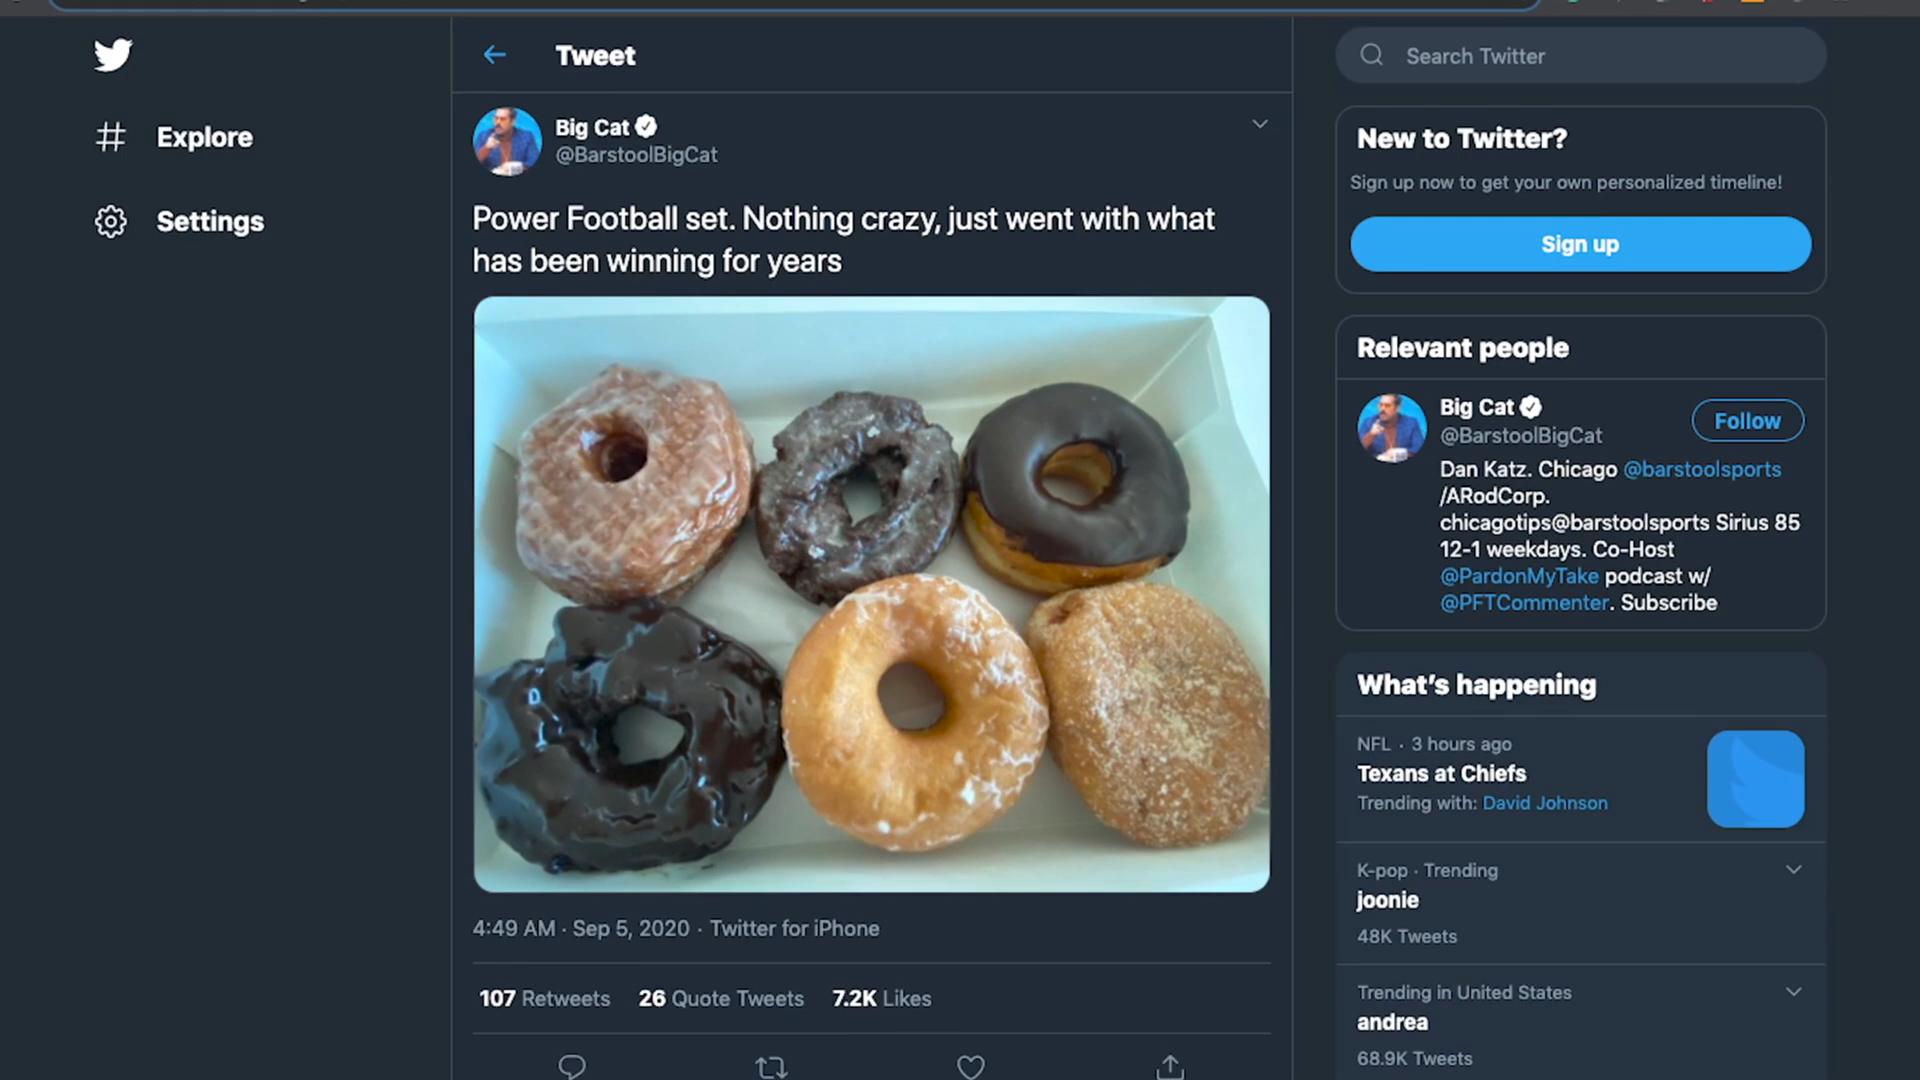 Explore
Settings
Tweet
Big Cat
@BarstoolBigCat
Power Football set. Nothing crazy, just went with what
has been winning for years
4:49 AM · Sep 5, 2020 · Twitter for iPhone
107 Retweets 26 Quote Tweets 7.2K Likes
Search Twitter
New to Twitter?
Sign up now to get your own personalized timeline!
Sign up
Relevant people
Big Cat
@BarstoolBigCat
Follow
Dan Katz. Chicago @barstoolsports
/ARodCorp.
chicagotips@barstoolsports Sirius 85
12-1 weekdays. Co-Host
@PardonMyTake podcast w/
@PFTCommenter. Subscribe
What's happening
NFL · 3 hours ago
Texans at Chiefs
Trending with: David Johnson
K-pop · Trending
joonie
48K Tweets
Trending in United States
andrea
68.9K Tweets